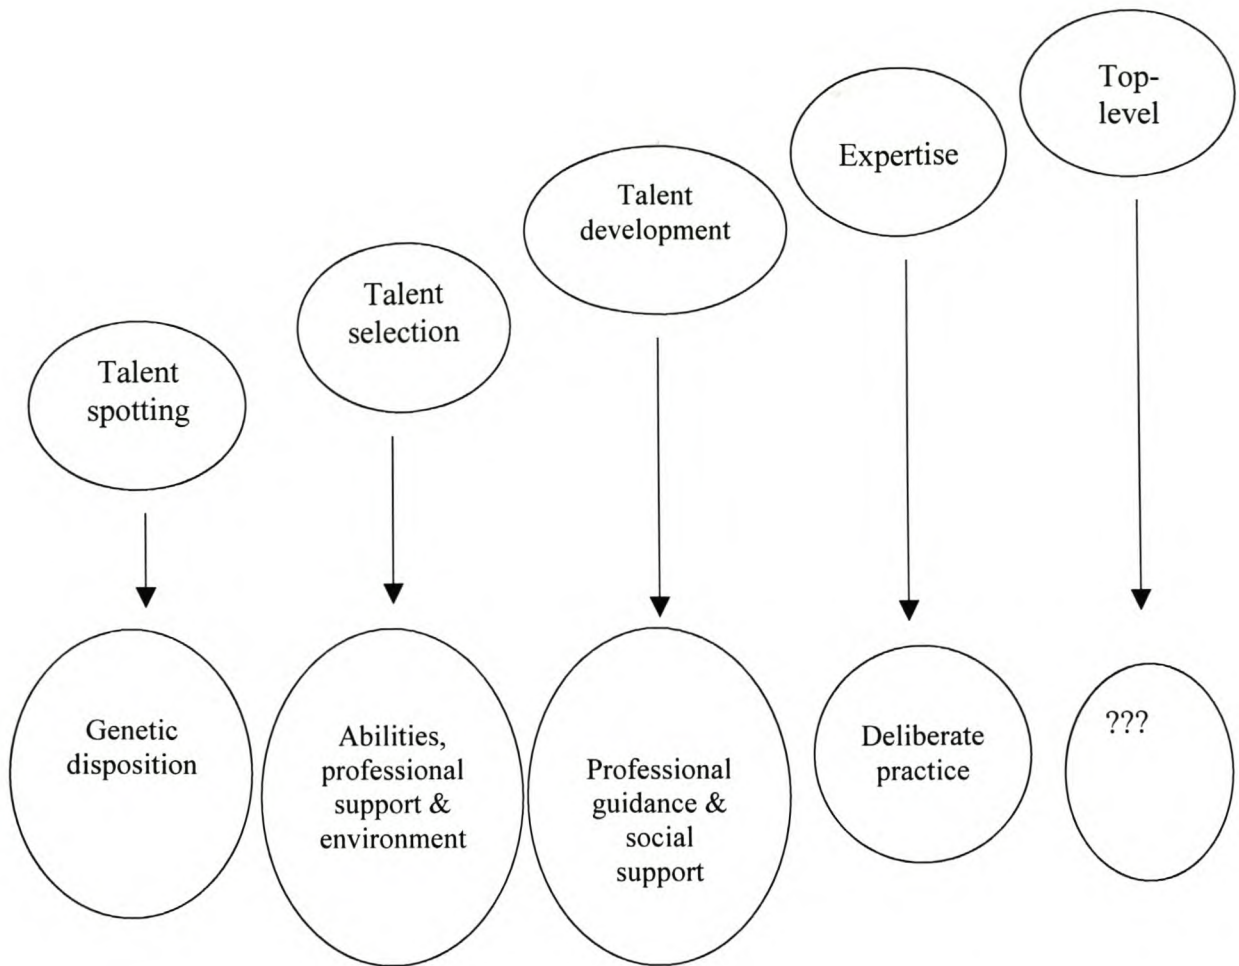 Top-
level
Expertise
Talent
development
Talent
selection
Talent
spotting
Genetic
disposition
Abilities,
professional
support &
environment
Professional
guidance &
social
support
Deliberate
practice
???